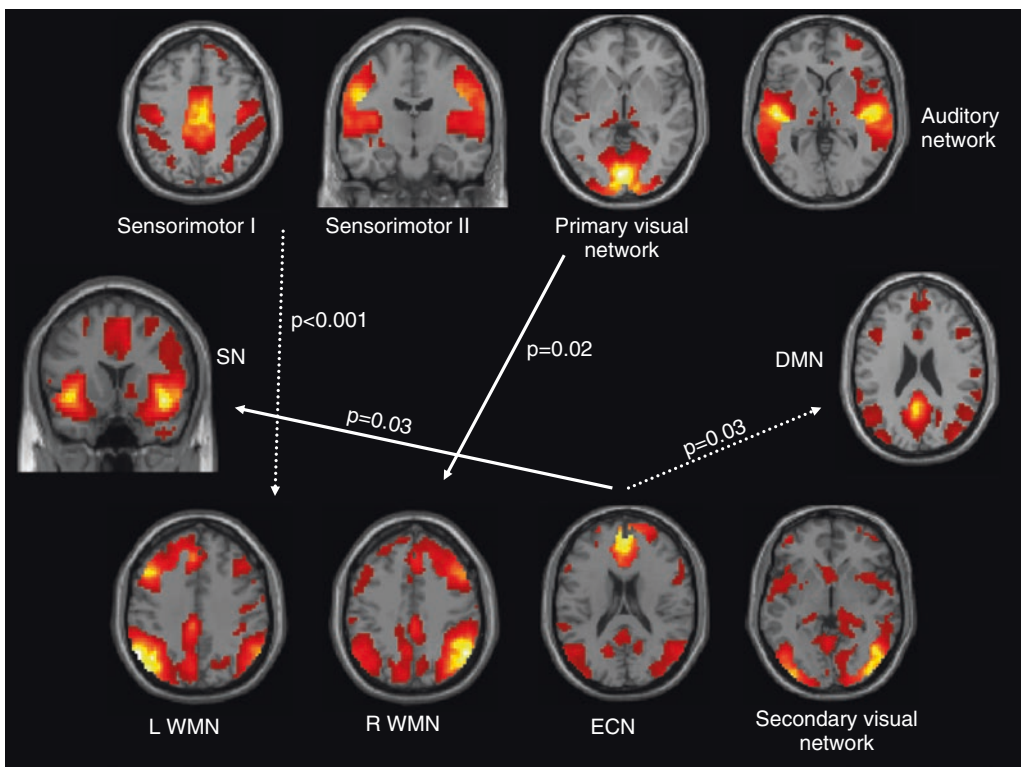 Auditory
network
Sensorimotor I
Sensorimotor II
Primary visual
network
p<0.001
SN
p=0.02
DMN
p=0.03
p=0.03
L WMN
R WMN
ECN
Secondary visual
network